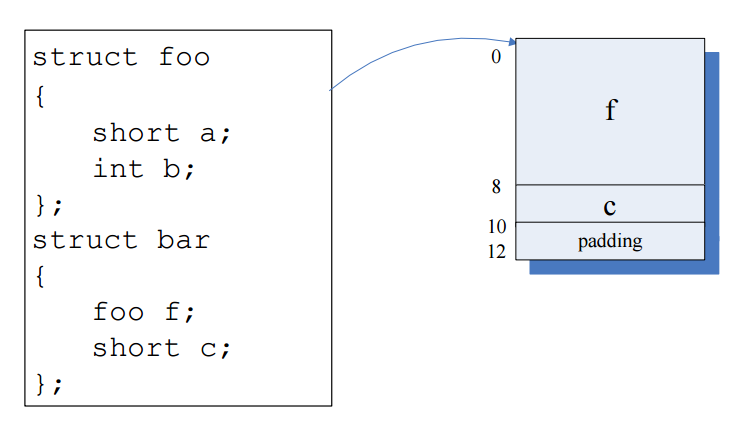 struct foo
{
short a;
int b;
};
struct bar
{
foo f;
short c;
};
0
f
8
c
10
padding
12